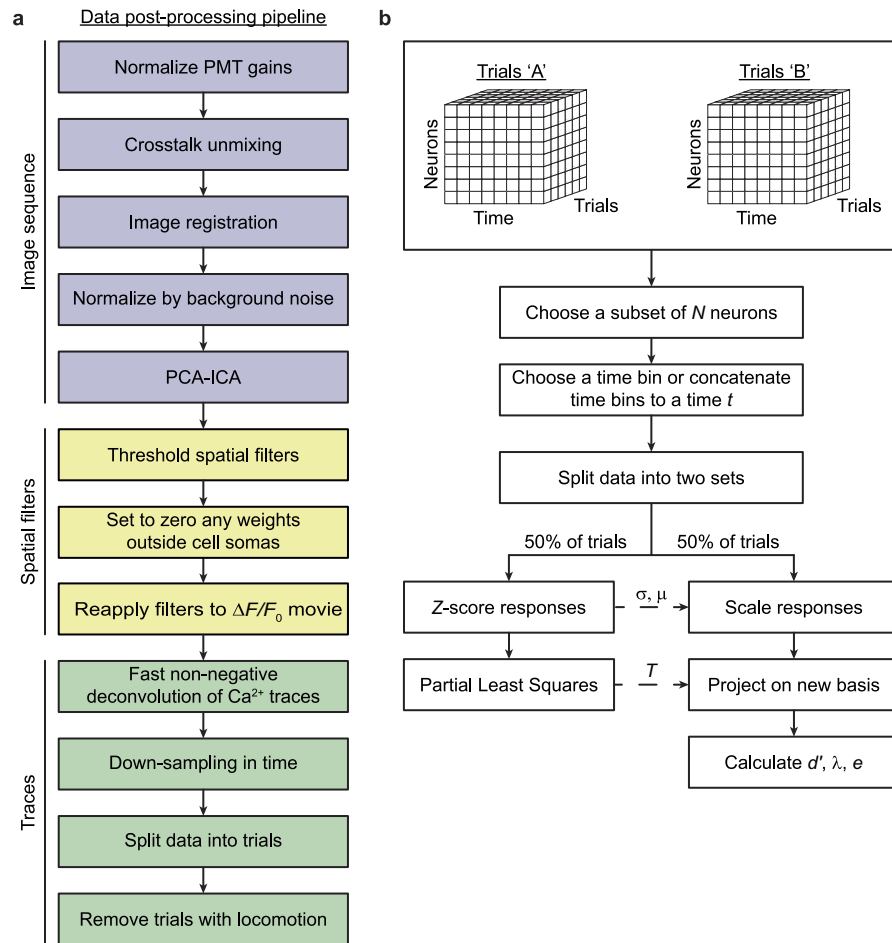 a
Data post-processing pipeline
Image sequence
Normalize PMT gains
Crosstalk unmixing
Image registration
Normalize by background noise
PCA-ICA
Spatial filters
Threshold spatial filters
Set to zero any weights
outside cell somas
Reapply filters to ΔF/F₀ movie
Traces
Fast non-negative
deconvolution of Ca²⁺ traces
Down-sampling in time
Split data into trials
Remove trials with locomotion
b
Trials ‘A’
Neurons
Time
Trials
Trials ‘B’
Neurons
Time
Trials
Choose a subset of N neurons
Choose a time bin or concatenate
time bins to a time t
Split data into two sets
50% of trials
50% of trials
Z-score responses
σ, μ
Scale responses
Partial Least Squares
T
Project on new basis
Calculate d', λ, e